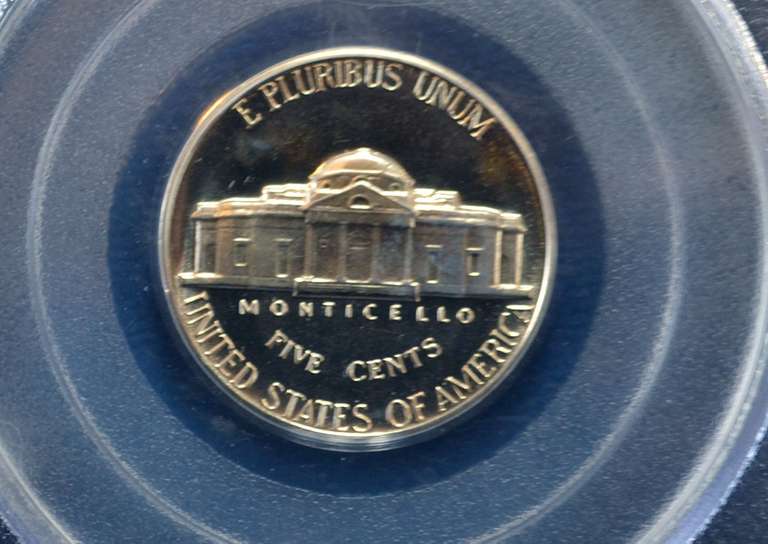 E PLURIBUS UNUM
MONTICELLO
FIVE CENTS
UNITED STATES OF AMERICA